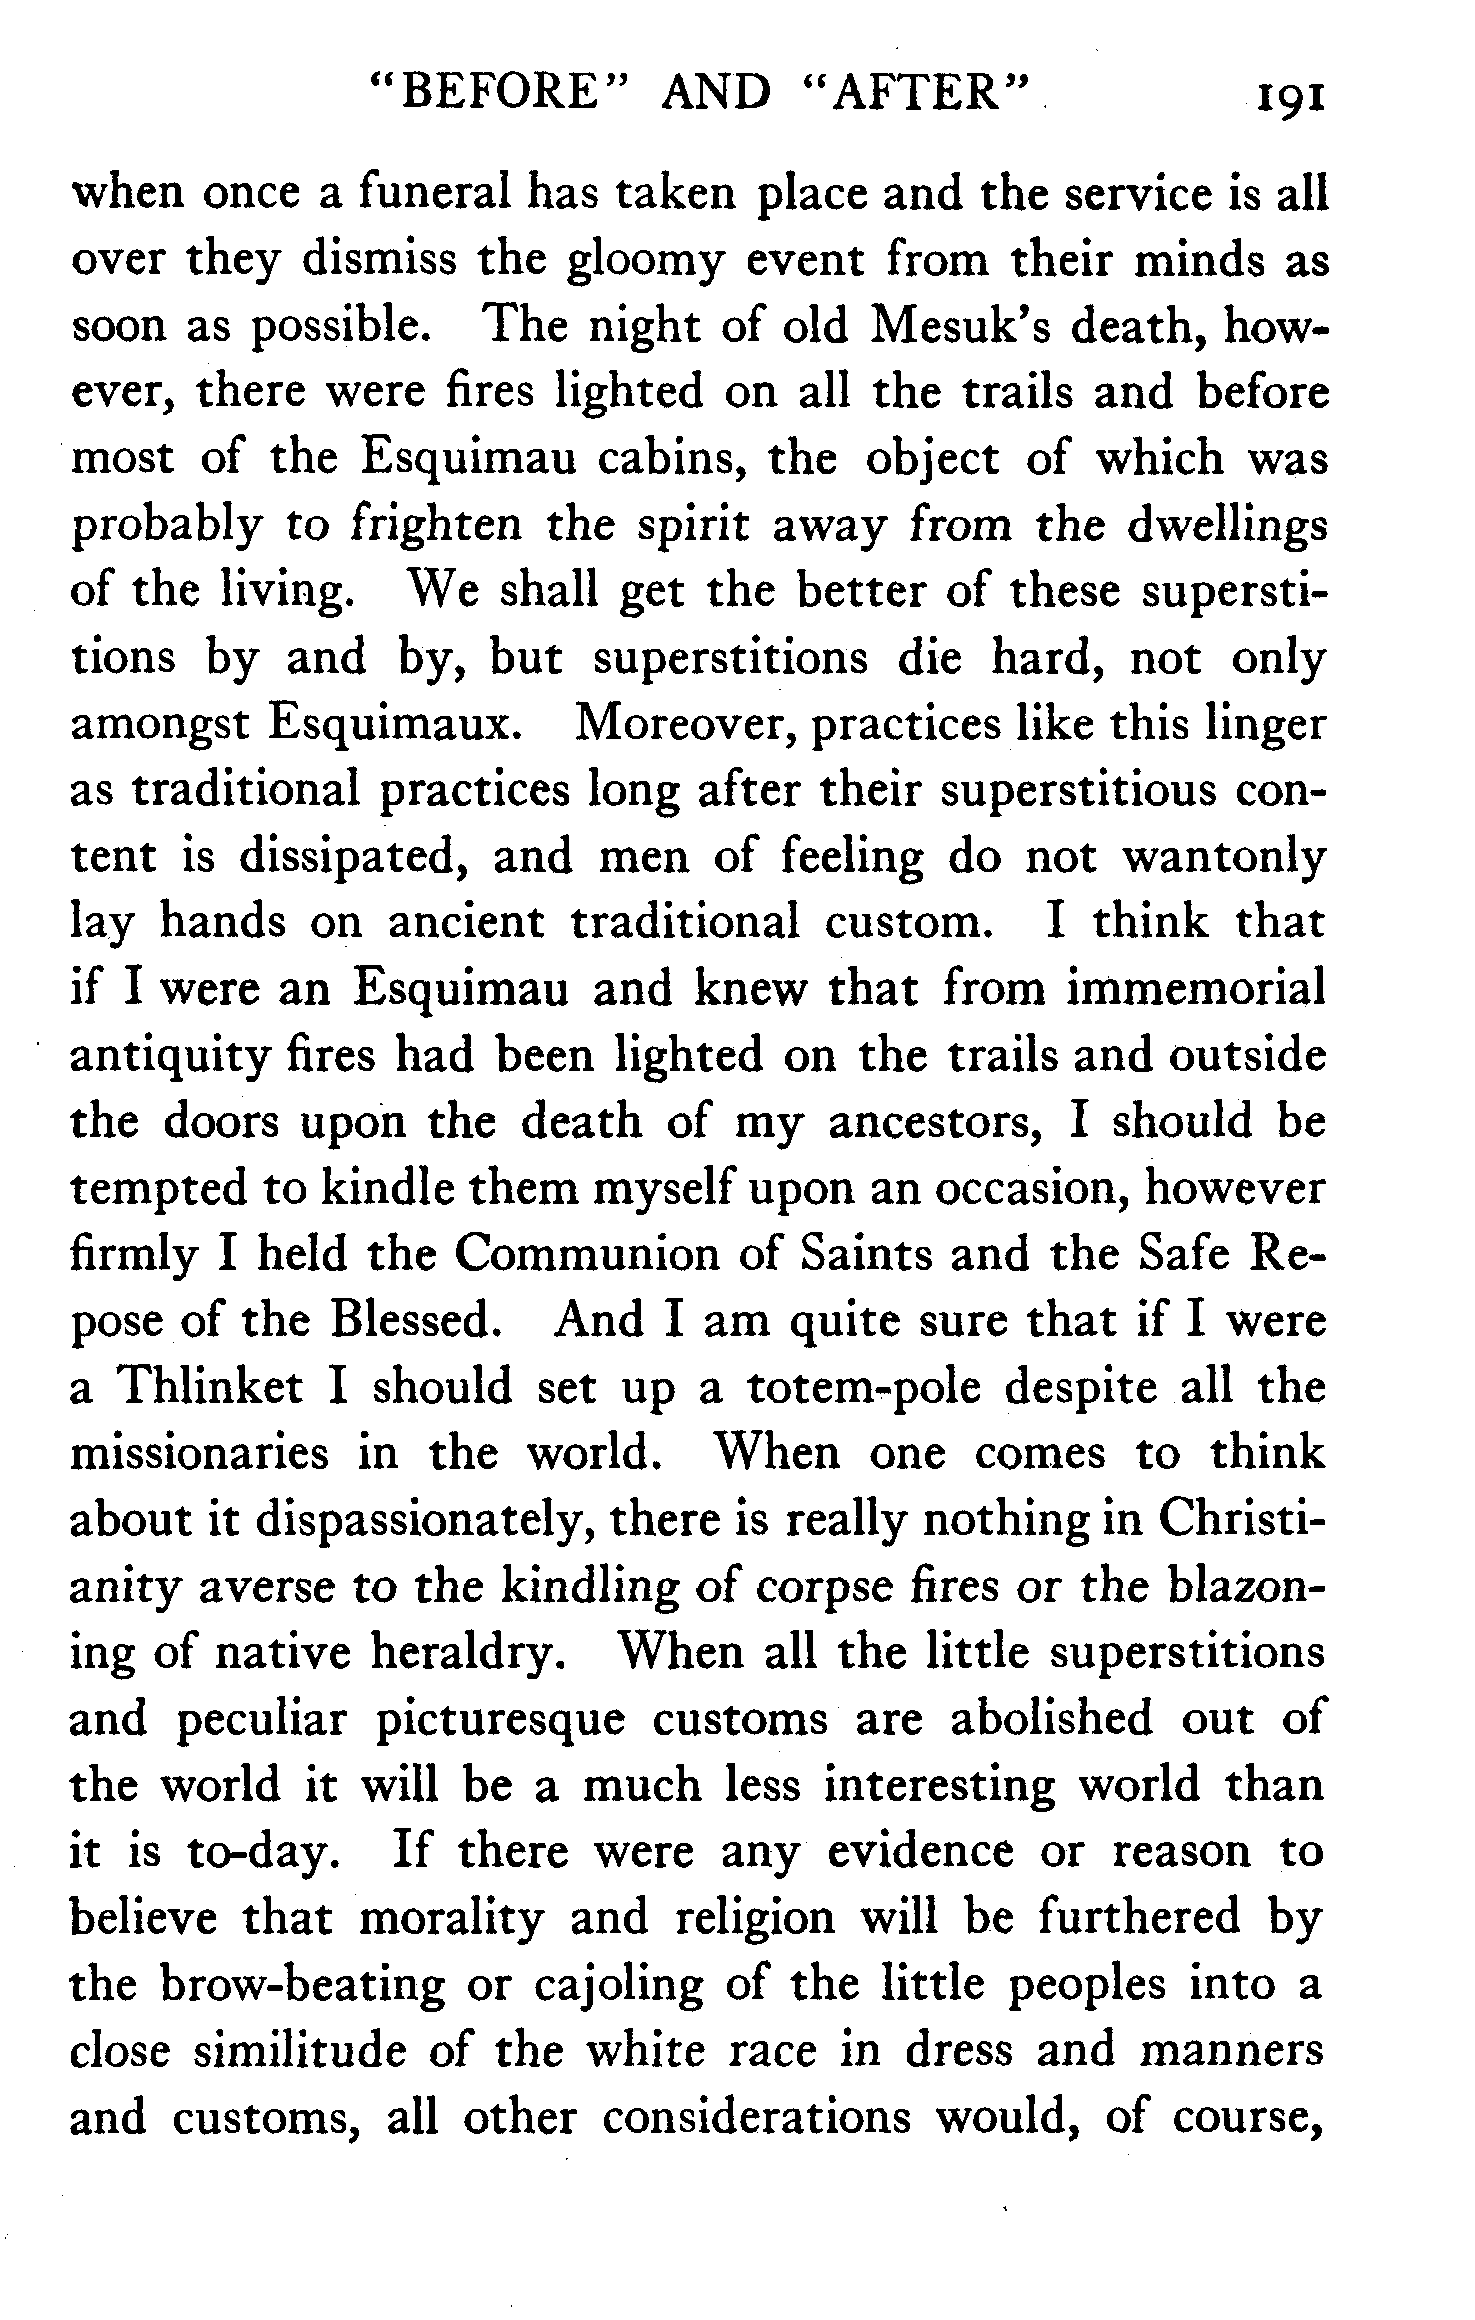 "BEFORE" AND "AFTER" 191
when once a funeral has taken place and the service is all
over they dismiss the gloomy event from their minds as
soon as possible. The night of old Mesuk's death, how-
ever, there were fires lighted on all the trails and before
most of the Esquimau cabins, the object of which was
probably to frighten the spirit away from the dwellings
of the living. We shall get the better of these supersti-
tions by and by, but superstitions die hard, not only
amongst Esquimaux. Moreover, practices like this linger
as traditional practices long after their superstitious con-
tent is dissipated, and men of feeling do not wantonly
lay hands on ancient traditional custom. I think that
if I were an Esquimau and knew that from immemorial
antiquity fires had been lighted on the trails and outside
the doors upon the death of my ancestors, I should be
tempted to kindle them myself upon an occasion, however
firmly I held the Communion of Saints and the Safe Re-
pose of the Blessed. And I am quite sure that if I were
a Thlinket I should set up a totem-pole despite all the
missionaries in the world. When one comes to think
about it dispassionately, there is really nothing in Christi-
anity averse to the kindling of corpse fires or the blazon-
ing of native heraldry. When all the little superstitions
and peculiar picturesque customs are abolished out of
the world it will be a much less interesting world than
it is to-day. If there were any evidence or reason to
believe that morality and religion will be furthered by
the brow-beating or cajoling of the little peoples into a
close similitude of the white race in dress and manners
and customs, all other considerations would, of course,